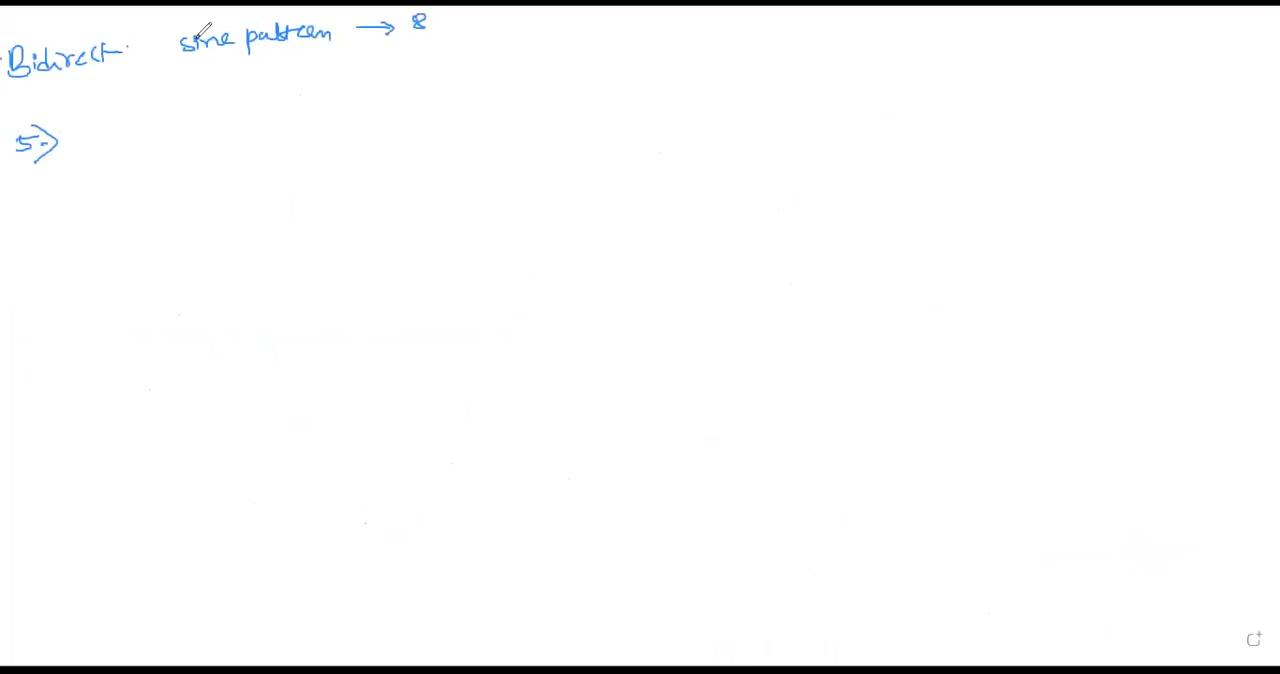 Bidirect. sine pattern → 8
5.>